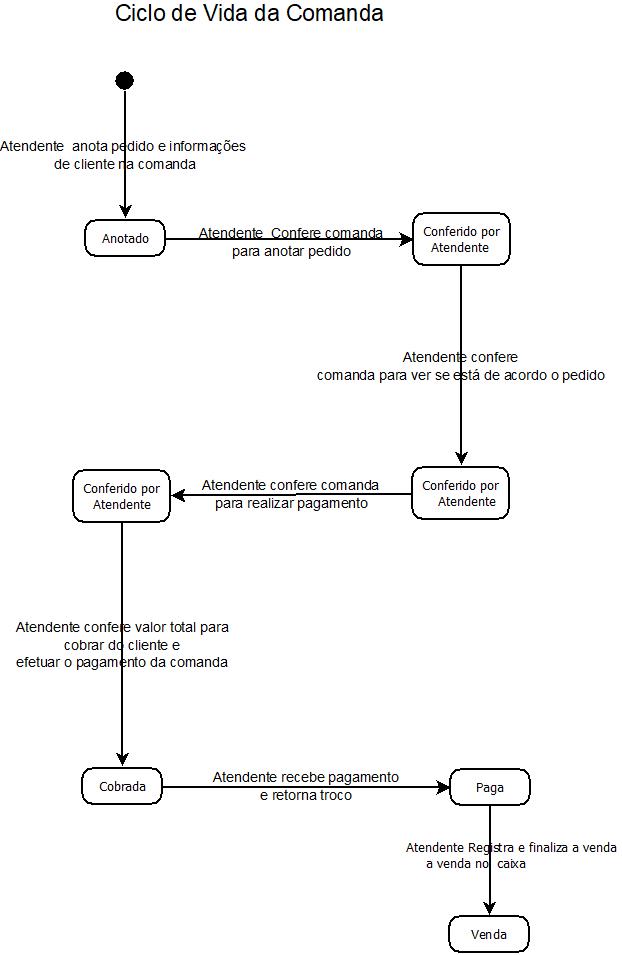 Ciclo de Vida da Comanda
Atendente anota pedido e informações
de cliente na comanda
Anotado
Atendente Confere comanda
para anotar pedido
Conferido por
Atendente
Atendente confere
comanda para ver se está de acordo o pedido
Conferido por
Atendente
Atendente confere comanda
para realizar pagamento
Conferido por
Atendente
Atendente confere valor total para
cobrar do cliente e
efetuar o pagamento da comanda
Cobrada
Atendente recebe pagamento
e retorna troco
Paga
Atendente Registra e finaliza a venda
a venda no caixa
Venda